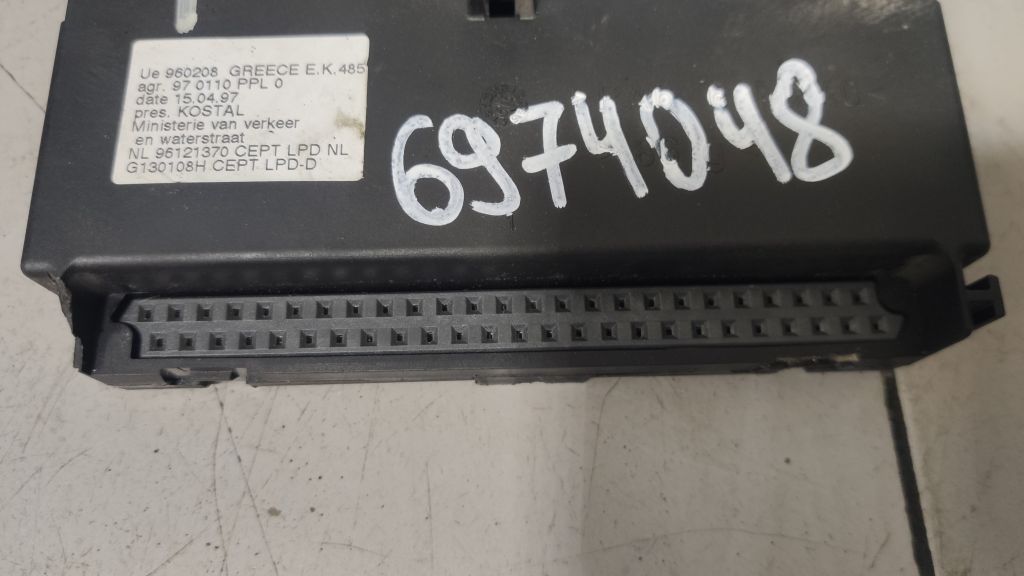 Ue 960208 GREECE E.K.485
agr. 97 0110 PPL 0
date 15.04.97
pres. KOSTAL
Ministerie van verkeer
en waterstraat
NL 96121370 CEPT LPD NL
G130108H CEPT LPD-D
6974048